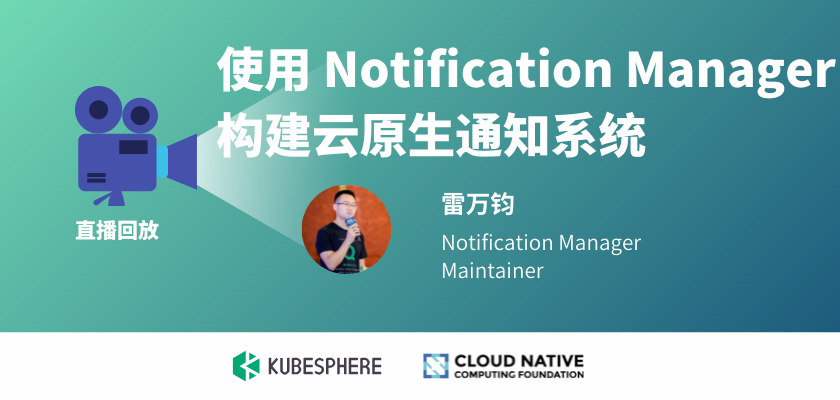 使用 Notification Manager
构建云原生通知系统
直播回放
雷万钧
Notification Manager
Maintainer
KUBESPHERE
CLOUD NATIVE
COMPUTING FOUNDATION